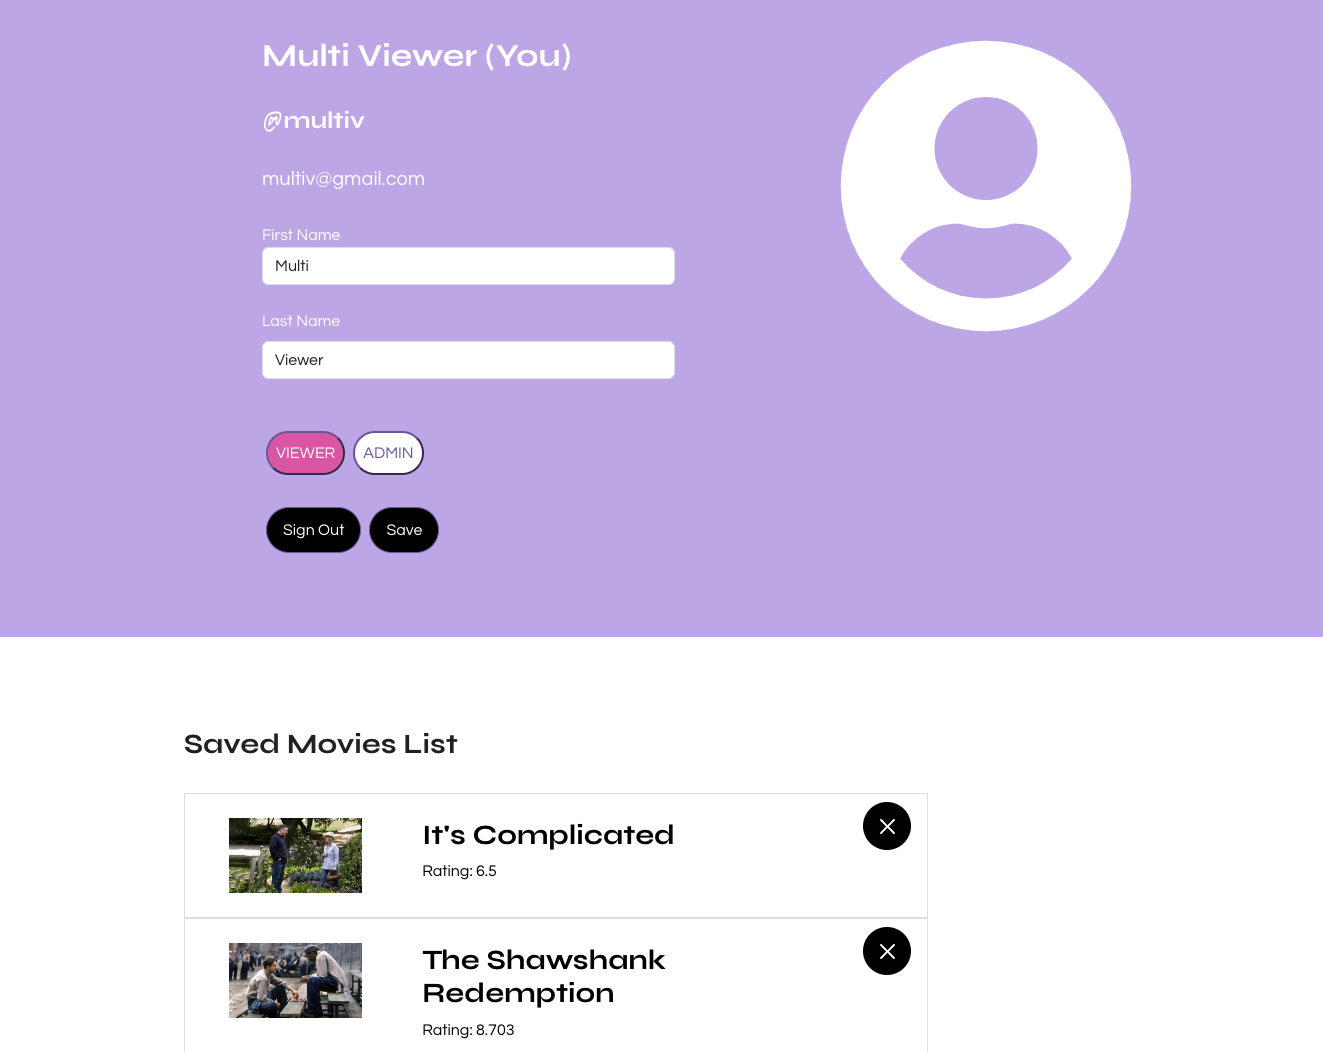 Multi Viewer (You)
@multiv
multiv@gmail.com
First Name
Multi
Last Name
Viewer
VIEWER ADMIN
Sign Out Save
Saved Movies List
It's Complicated
Rating: 6.5
The Shawshank
Redemption
Rating: 8.703